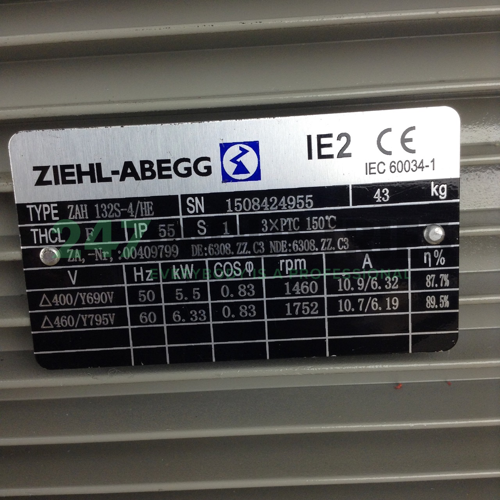 ZIEHL-ABEGG IE2 CE
IEC 60034-1
TYPE ZAH 132S-4/HE SN 1508424955 43 kg
THCL F IP 55 S 1 3×PTC 150℃
ZA,-Nr,:00409799 DE:6308.ZZ.C3 NDE:6308.ZZ.C3
V Hz kW COSφ rpm A η%
△400/Y690V 50 5.5 0.83 1460 10.9/6.32 87.7%
△460/Y795V 60 6.33 0.83 1752 10.7/6.19 89.5%
247